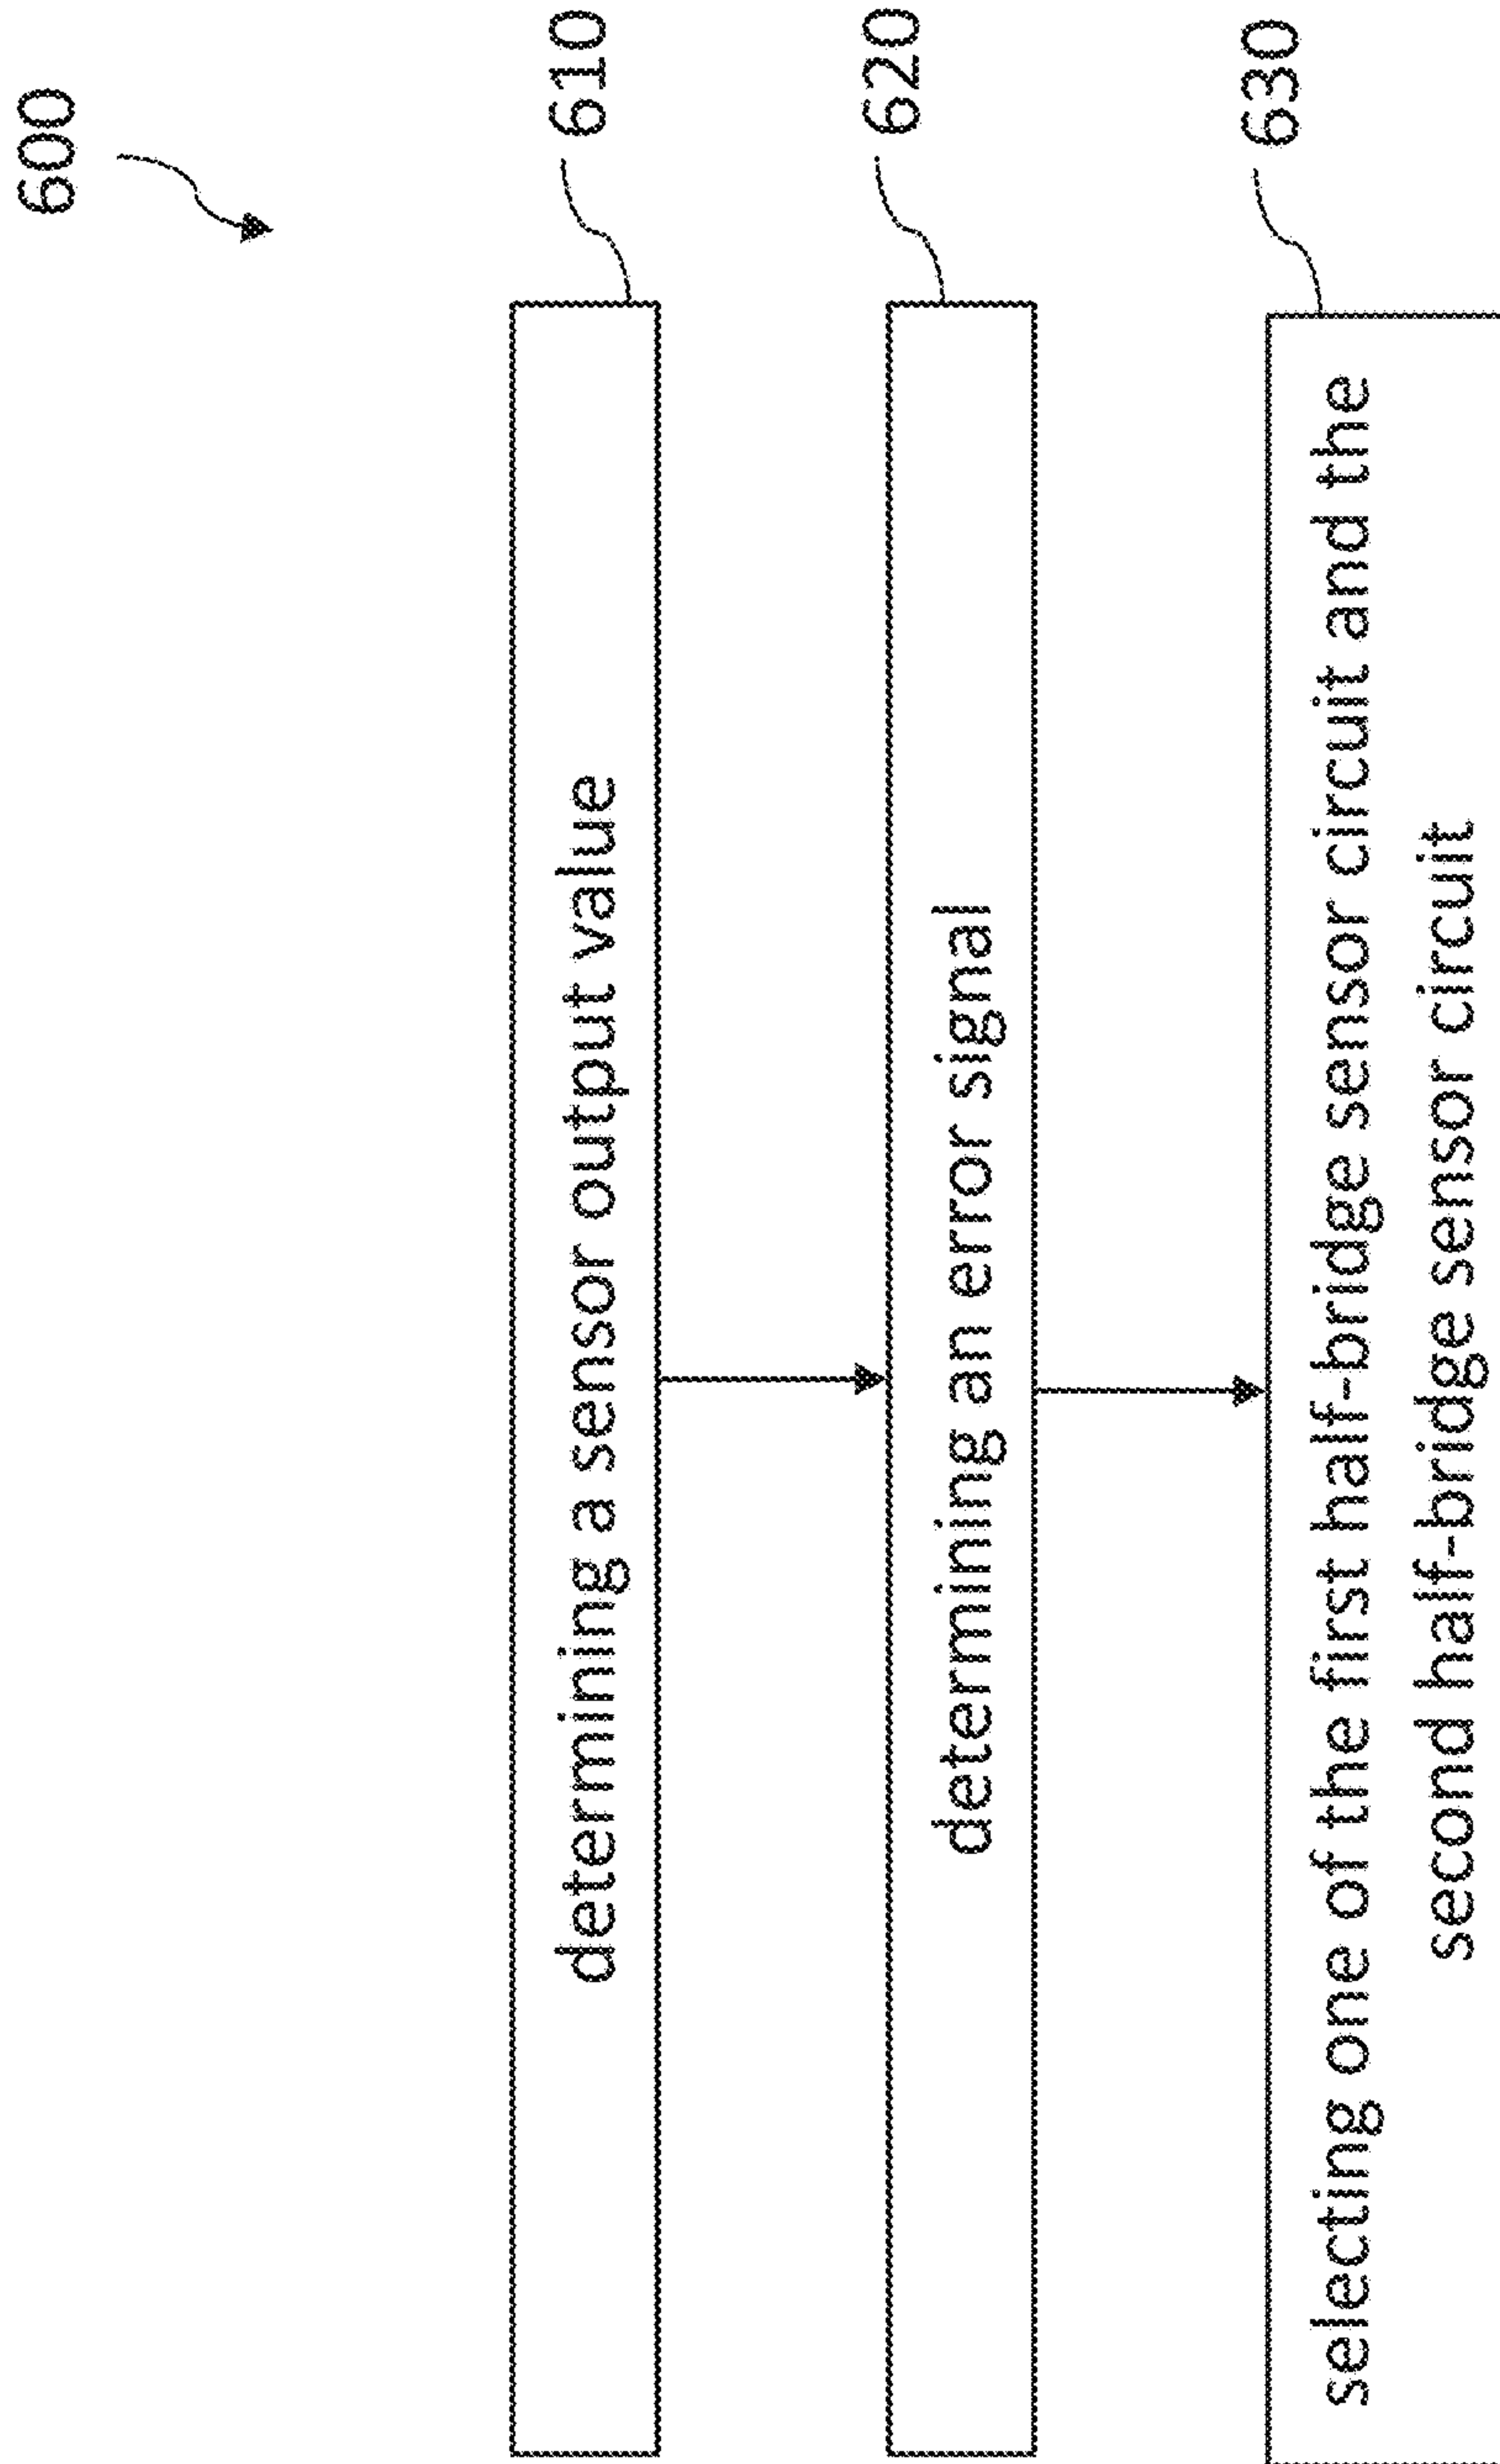 600
610
determining a sensor output value
620
determining an error signal
630
selecting one of the first half-bridge sensor circuit and the
second half-bridge sensor circuit